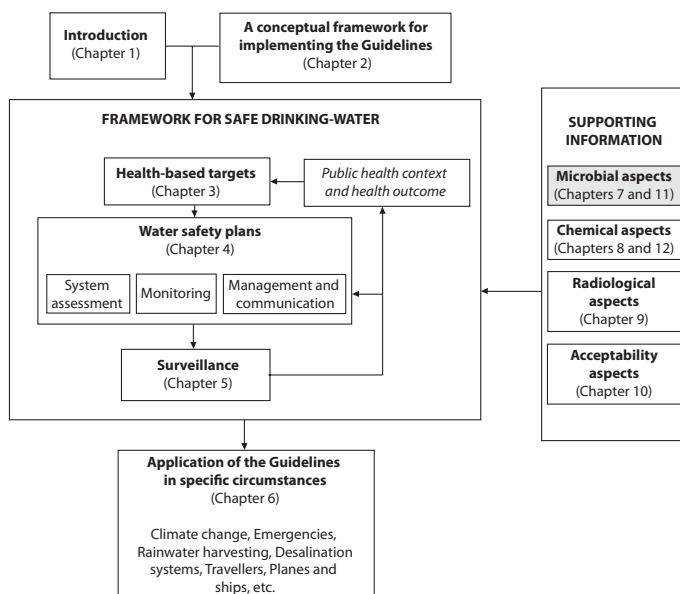 Introduction
(Chapter 1)
A conceptual framework for
implementing the Guidelines
(Chapter 2)
FRAMEWORK FOR SAFE DRINKING-WATER
Health-based targets
(Chapter 3)
Public health context
and health outcome
Water safety plans
(Chapter 4)
System
assessment
Monitoring
Management and
communication
Surveillance
(Chapter 5)
SUPPORTING
INFORMATION
Microbial aspects
(Chapters 7 and 11)
Chemical aspects
(Chapters 8 and 12)
Radiological
aspects
(Chapter 9)
Acceptability
aspects
(Chapter 10)
Application of the Guidelines
in specific circumstances
(Chapter 6)
Climate change, Emergencies,
Rainwater harvesting, Desalination
systems, Travellers, Planes and
ships, etc.